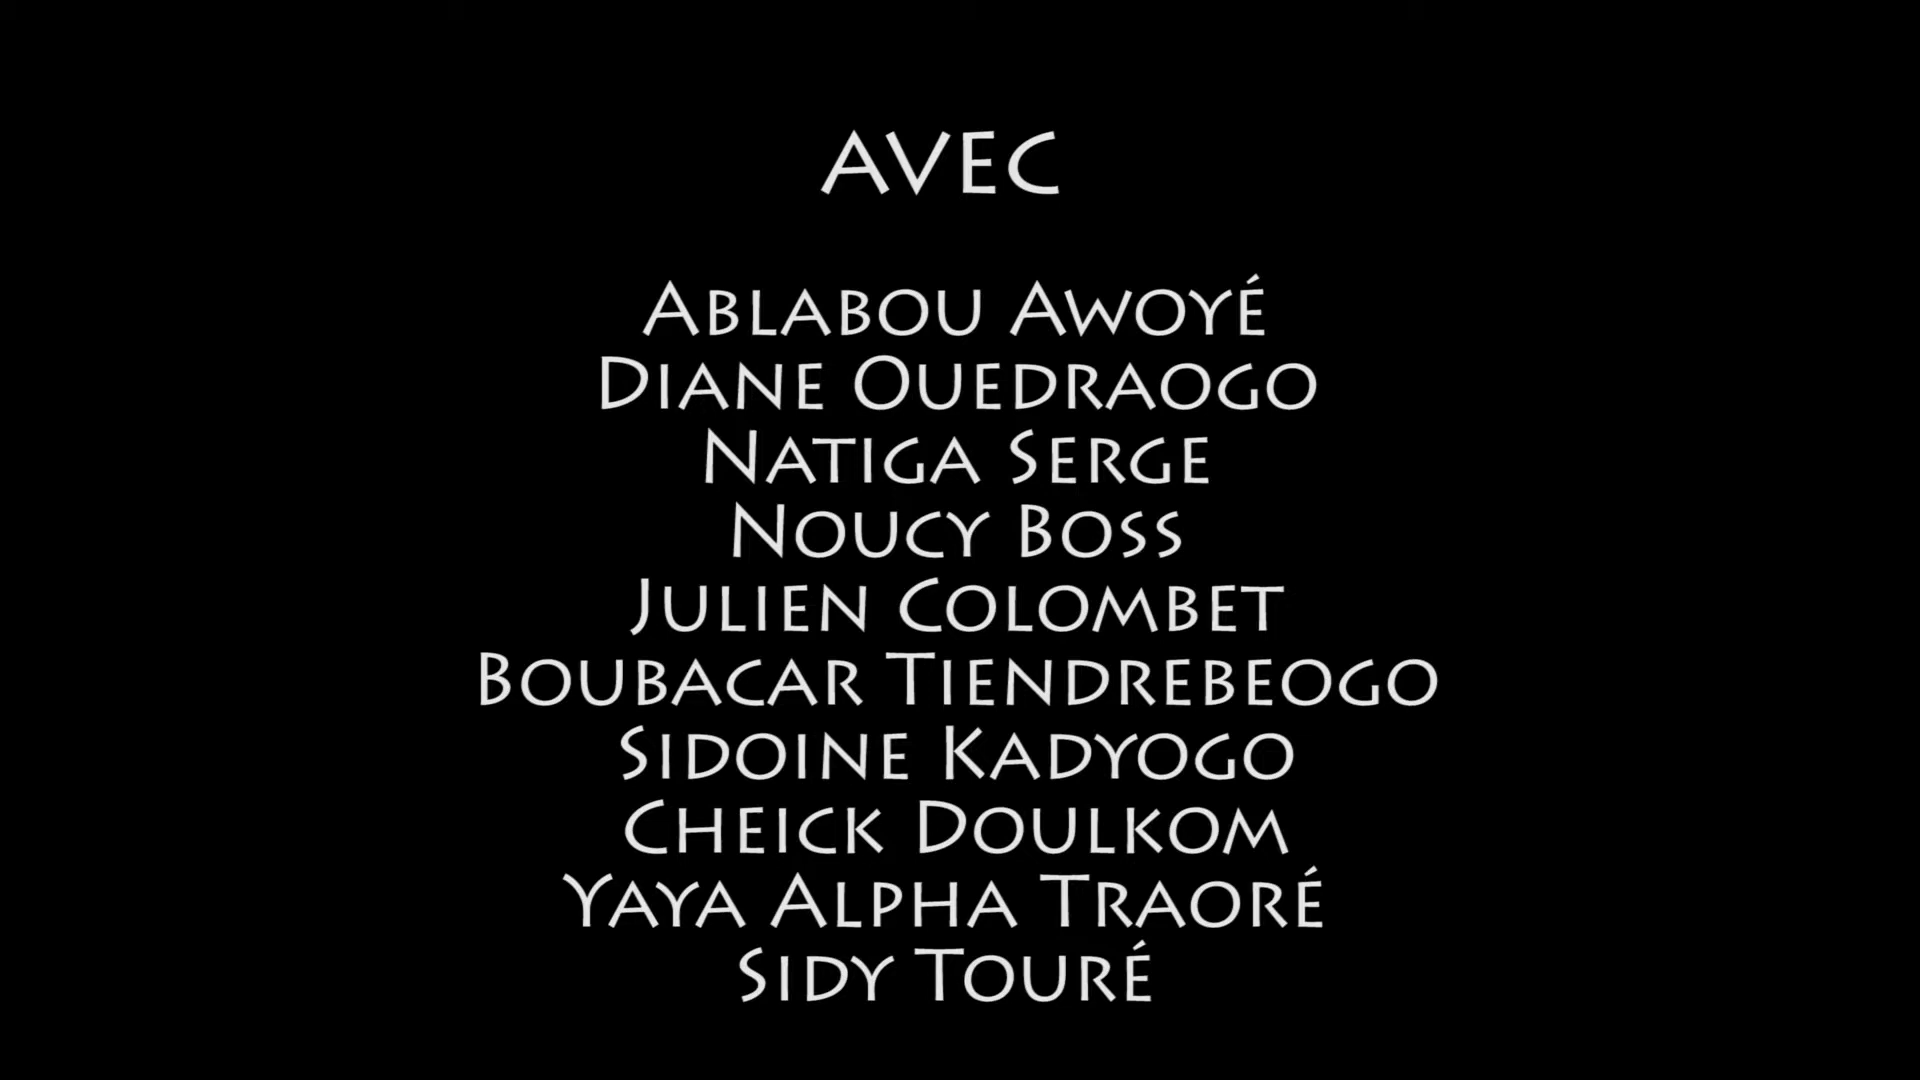 AVEC
ABLABOU AWOYÉ
DIANE OUEDRAOGO
NATIGA SERGE
NOUCY BOSS
JULIEN COLOMBET
BOUBACAR TIENDREBEOGO
SIDOINE KADYOGO
CHEICK DOULKOM
YAYA ALPHA TRAORÉ
SIDY TOURÉ